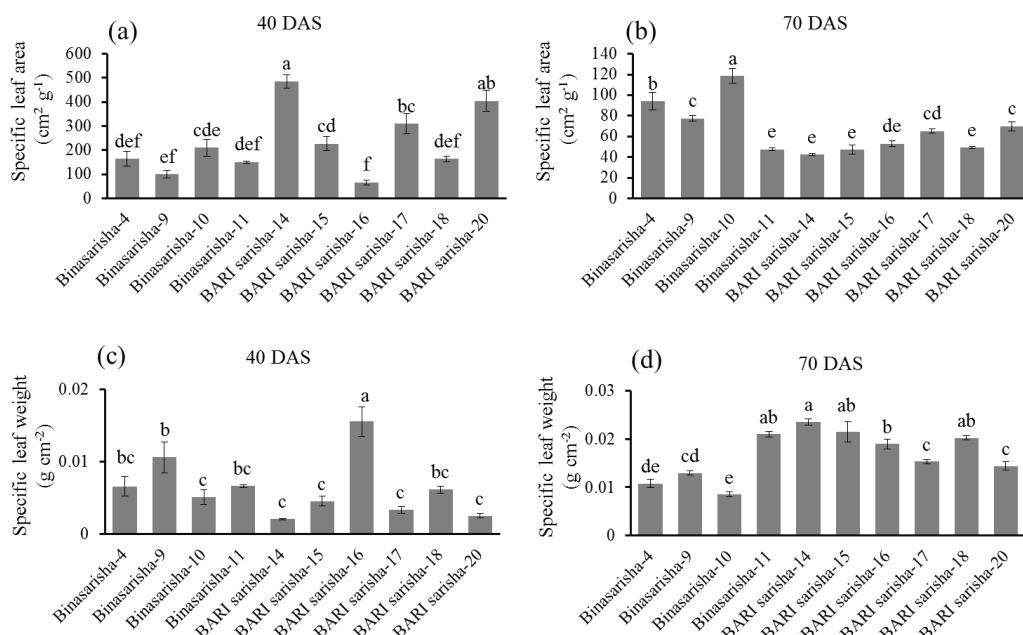 (a)
40 DAS
Specific leaf area
(cm² g⁻¹)
600
500
400
300
200
100
0
def
ef
cde
def
a
cd
f
bc
def
ab
Binasarisha-4
Binasarisha-9
Binasarisha-10
Binasarisha-11
BARI sarisha-14
BARI sarisha-15
BARI sarisha-16
BARI sarisha-17
BARI sarisha-18
BARI sarisha-20
(b)
70 DAS
Specific leaf area
(cm² g⁻¹)
140
120
100
80
60
40
20
0
b
c
a
e
e
e
de
cd
e
c
Binasarisha-4
Binasarisha-9
Binasarisha-10
Binasarisha-11
BARI sarisha-14
BARI sarisha-15
BARI sarisha-16
BARI sarisha-17
BARI sarisha-18
BARI sarisha-20
(c)
40 DAS
Specific leaf weight
(g cm⁻²)
0.02
0.01
0
bc
b
c
bc
c
c
a
c
bc
c
Binasarisha-4
Binasarisha-9
Binasarisha-10
Binasarisha-11
BARI sarisha-14
BARI sarisha-15
BARI sarisha-16
BARI sarisha-17
BARI sarisha-18
BARI sarisha-20
(d)
70 DAS
Specific leaf weight
(g cm⁻²)
0.03
0.02
0.01
0
de
cd
e
ab
a
ab
b
c
ab
c
Binasarisha-4
Binasarisha-9
Binasarisha-10
Binasarisha-11
BARI sarisha-14
BARI sarisha-15
BARI sarisha-16
BARI sarisha-17
BARI sarisha-18
BARI sarisha-20